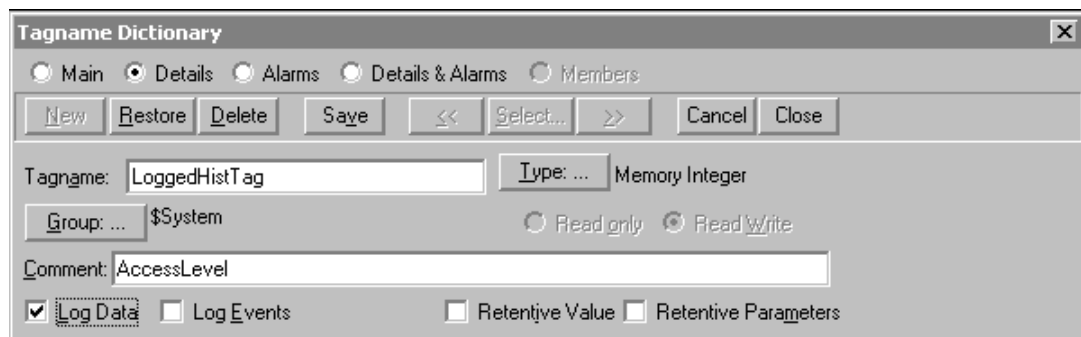 Tagname Dictionary
Main Details Alarms Details & Alarms Members
New Restore Delete Save << Select... >> Cancel Close
Tagname: LoggedHistTag Type: ... Memory Integer
Group: ... $System Read only Read Write
Comment: AccessLevel
Log Data Log Events Retentive Value Retentive Parameters